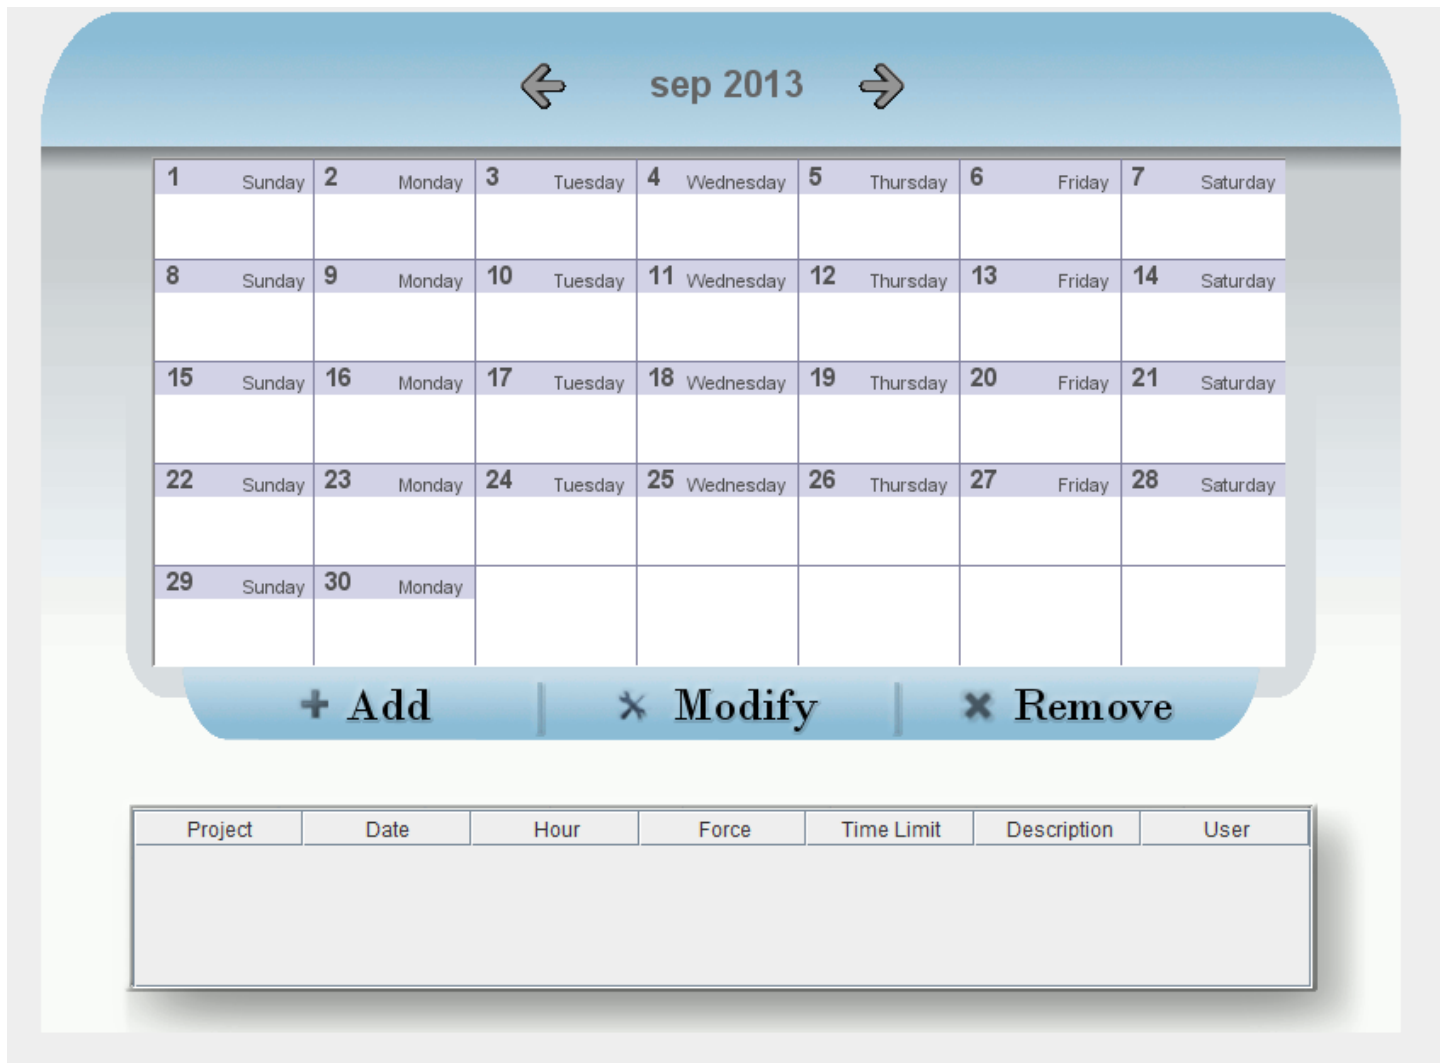 sep 2013
1 Sunday 2 Monday 3 Tuesday 4 Wednesday 5 Thursday 6 Friday 7 Saturday
8 Sunday 9 Monday 10 Tuesday 11 Wednesday 12 Thursday 13 Friday 14 Saturday
15 Sunday 16 Monday 17 Tuesday 18 Wednesday 19 Thursday 20 Friday 21 Saturday
22 Sunday 23 Monday 24 Tuesday 25 Wednesday 26 Thursday 27 Friday 28 Saturday
29 Sunday 30 Monday
Add Modify Remove
Project Date Hour Force Time Limit Description User